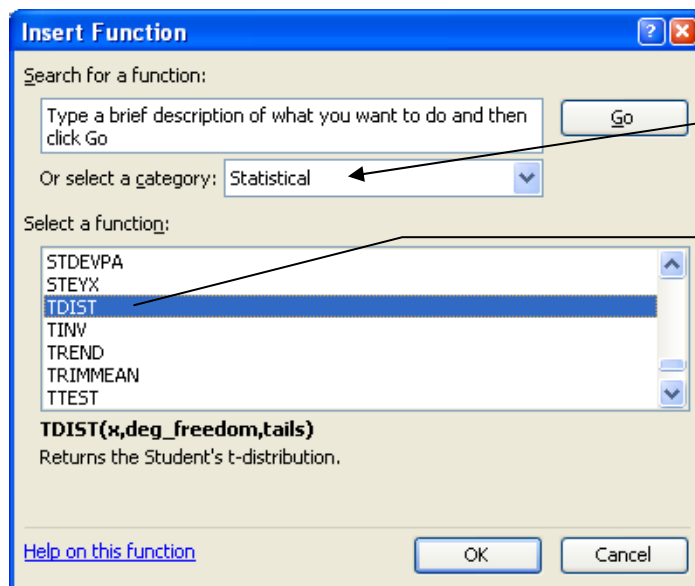 Insert Function
Search for a function:
Type a brief description of what you want to do and then
click Go
Go
Or select a category: Statistical
Select a function:
STDEVPA
STEYX
TDIST
TINV
TREND
TRIMMEAN
TTEST
TDIST(x,deg_freedom,tails)
Returns the Student's t-distribution.
Help on this function
OK
Cancel